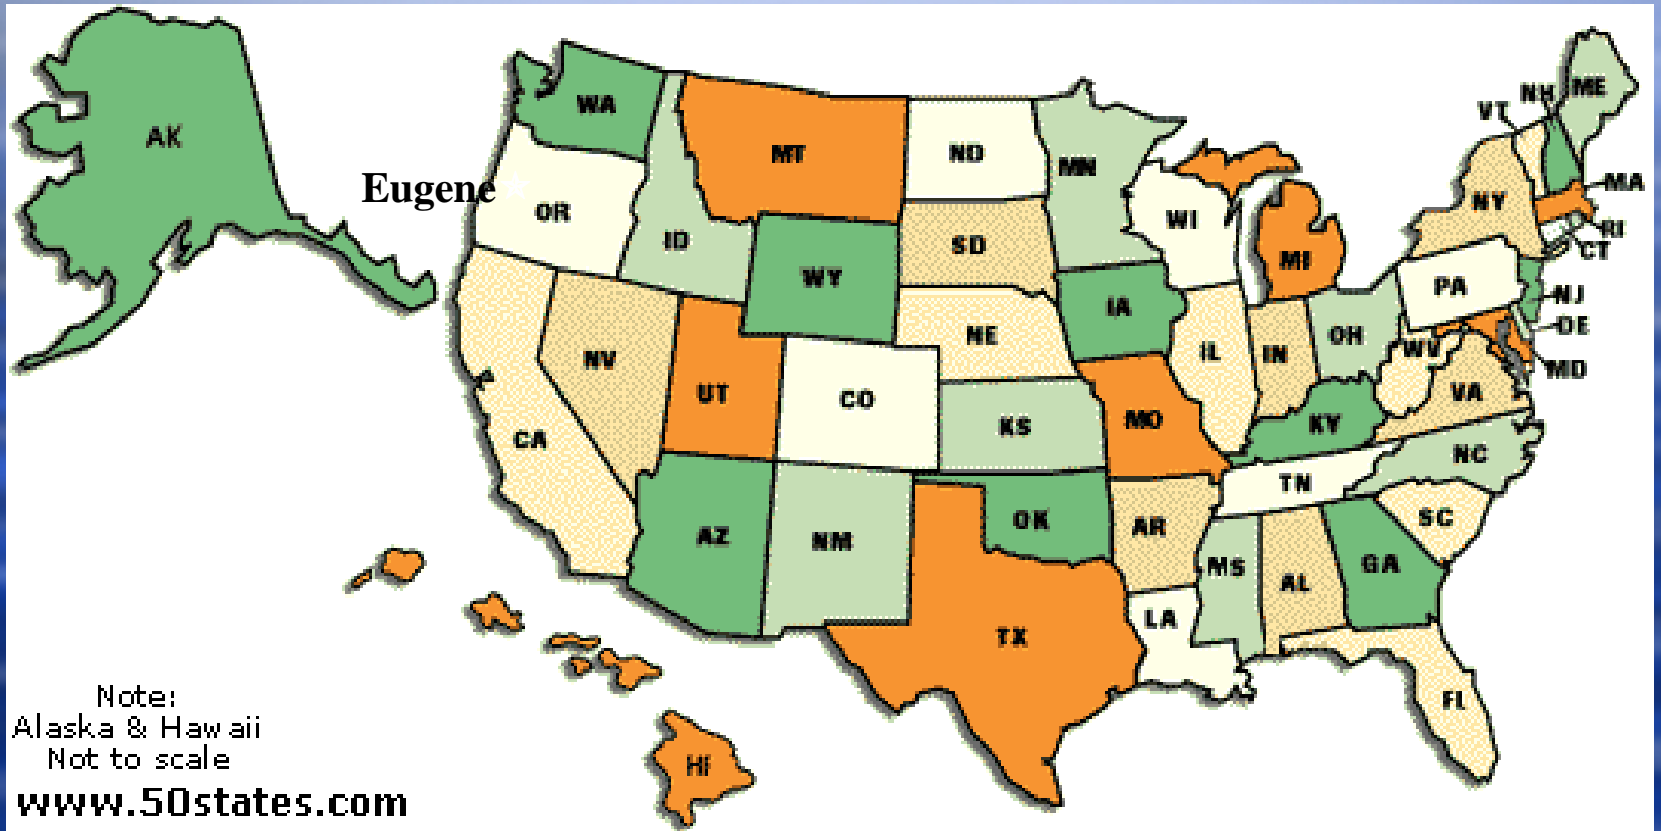 AK
WA
MT
ND
MN
ME
NH
VT
Eugene
OR
ID
WY
SD
WI
MI
NY
MA
RI
CT
PA
NJ
DE
MD
NE
IA
IL
IN
OH
WV
VA
NV
UT
CO
KS
MO
KY
CA
NC
TN
SC
AZ
NM
OK
AR
MS
AL
GA
TX
LA
FL
HI
Note:
Alaska & Hawaii
Not to scale
www.50states.com